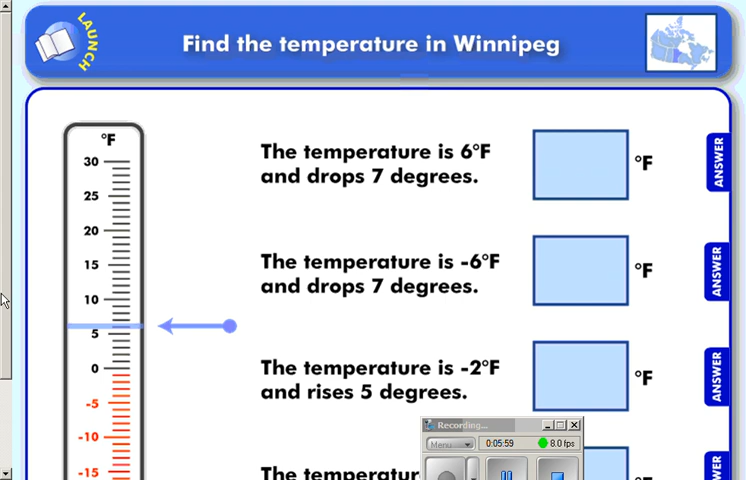 LAUNCH
Find the temperature in Winnipeg
°F
30
25
20
15
10
5
0
-5
-10
-15
The temperature is 6°F
and drops 7 degrees.
°F
ANSWER
The temperature is -6°F
and drops 7 degrees.
°F
ANSWER
The temperature is -2°F
and rises 5 degrees.
°F
ANSWER
Recording...
Menu
0:05:59
8.0 fps
The